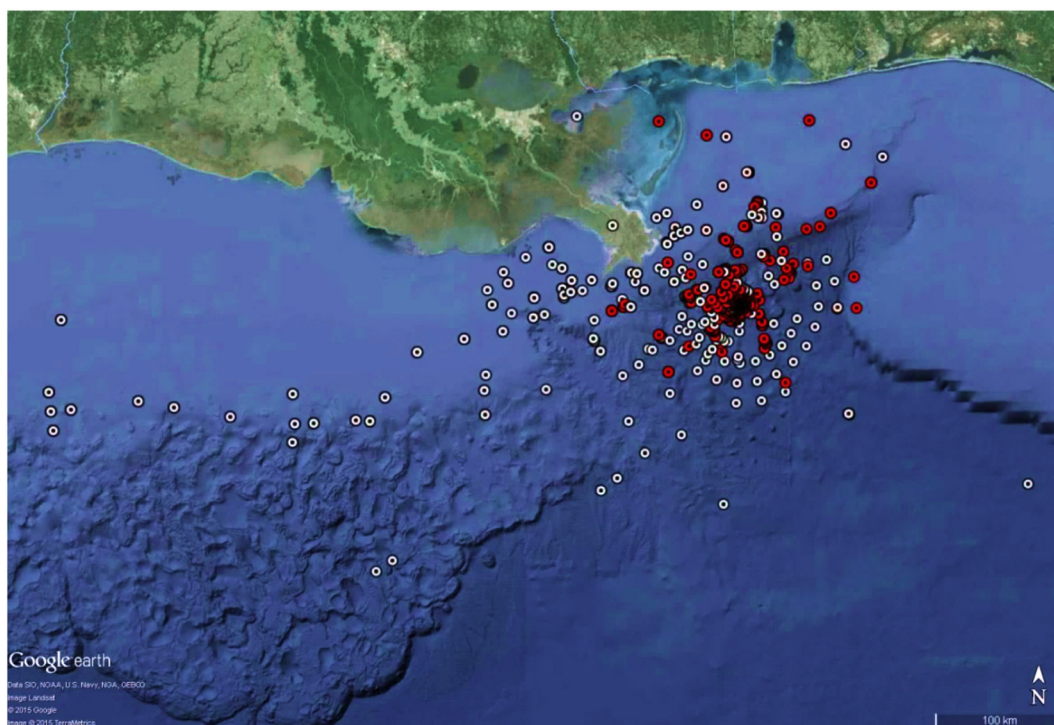 Google earth
Data SIO, NOAA, U.S. Navy, NGA, GEBCO
Image Landsat
© 2015 Google
Image © 2015 TerraMetrics
N
100 km